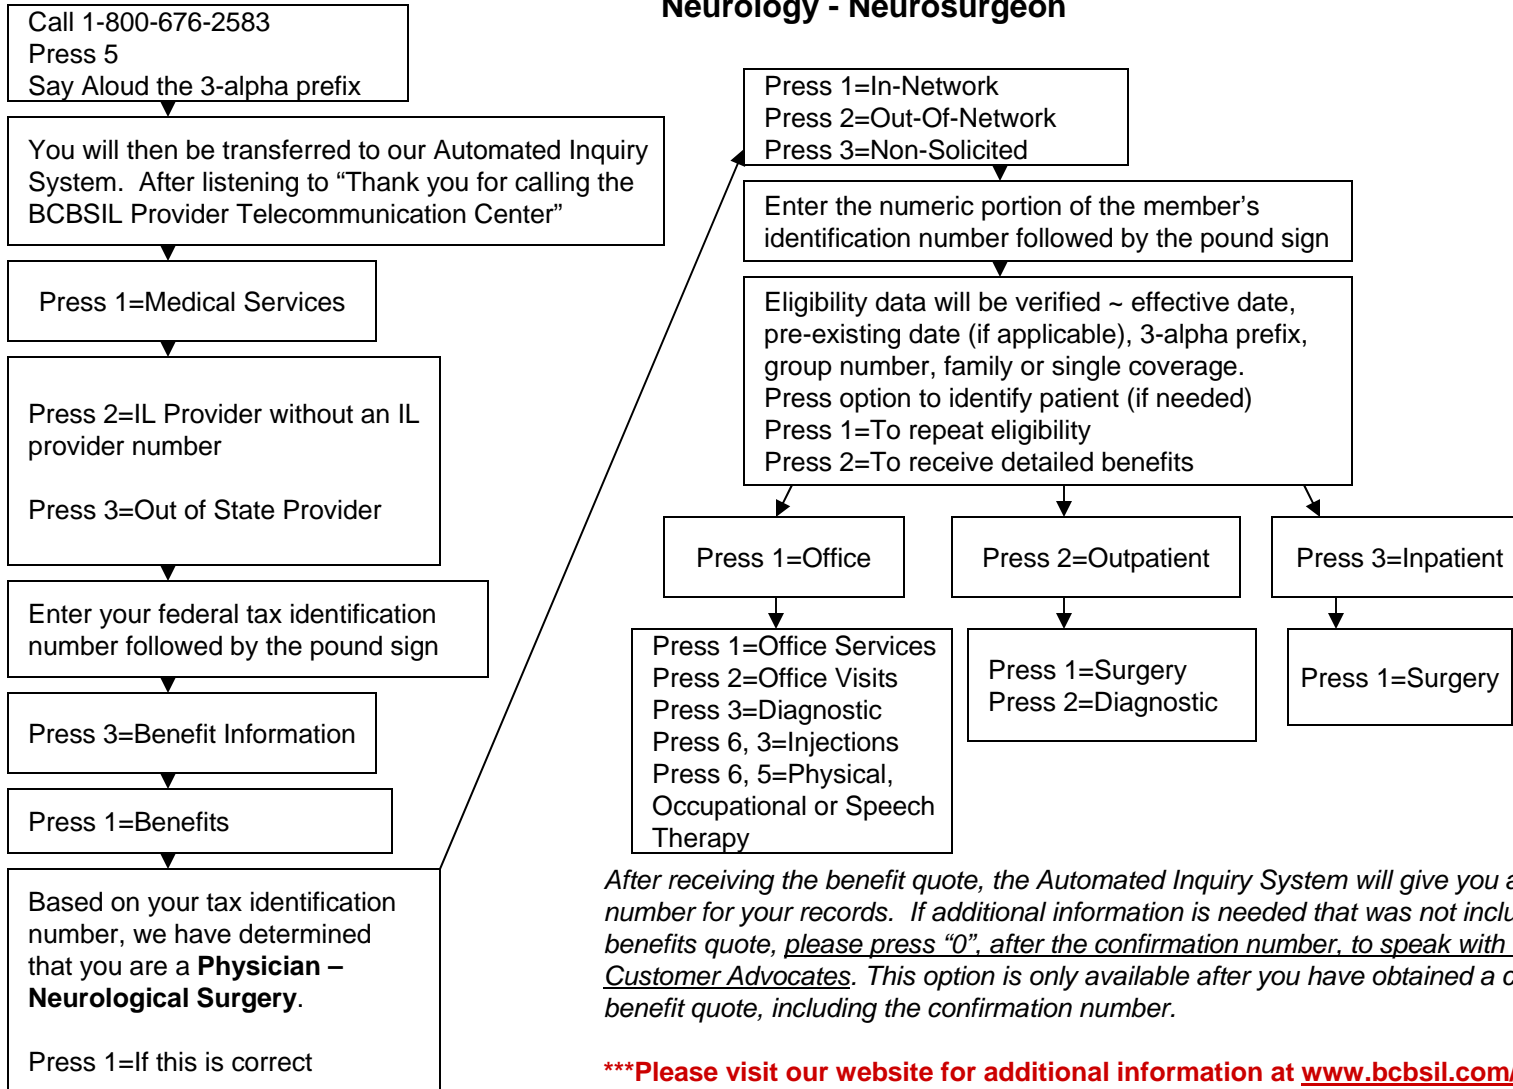 Neurology - Neurosurgeon
Call 1-800-676-2583
Press 5
Say Aloud the 3-alpha prefix
You will then be transferred to our Automated Inquiry
System.  After listening to “Thank you for calling the
BCBSIL Provider Telecommunication Center”
Press 1=Medical Services
Press 2=IL Provider without an IL
provider number
Press 3=Out of State Provider
Enter your federal tax identification
number followed by the pound sign
Press 3=Benefit Information
Press 1=Benefits
Based on your tax identification
number, we have determined
that you are a Physician –
Neurological Surgery.
Press 1=If this is correct
Press 1=In-Network
Press 2=Out-Of-Network
Press 3=Non-Solicited
Enter the numeric portion of the member’s
identification number followed by the pound sign
Eligibility data will be verified ~ effective date,
pre-existing date (if applicable), 3-alpha prefix,
group number, family or single coverage.
Press option to identify patient (if needed)
Press 1=To repeat eligibility
Press 2=To receive detailed benefits
Press 1=Office
Press 2=Outpatient
Press 3=Inpatient
Press 1=Office Services
Press 2=Office Visits
Press 3=Diagnostic
Press 6, 3=Injections
Press 6, 5=Physical,
Occupational or Speech
Therapy
Press 1=Surgery
Press 2=Diagnostic
Press 1=Surgery
After receiving the benefit quote, the Automated Inquiry System will give you a
number for your records.  If additional information is needed that was not
benefits quote, please press “0”, after the confirmation number, to speak with
Customer Advocates. This option is only available after you have obtained a
benefit quote, including the confirmation number.
***Please visit our website for additional information at www.bcbsil.com/